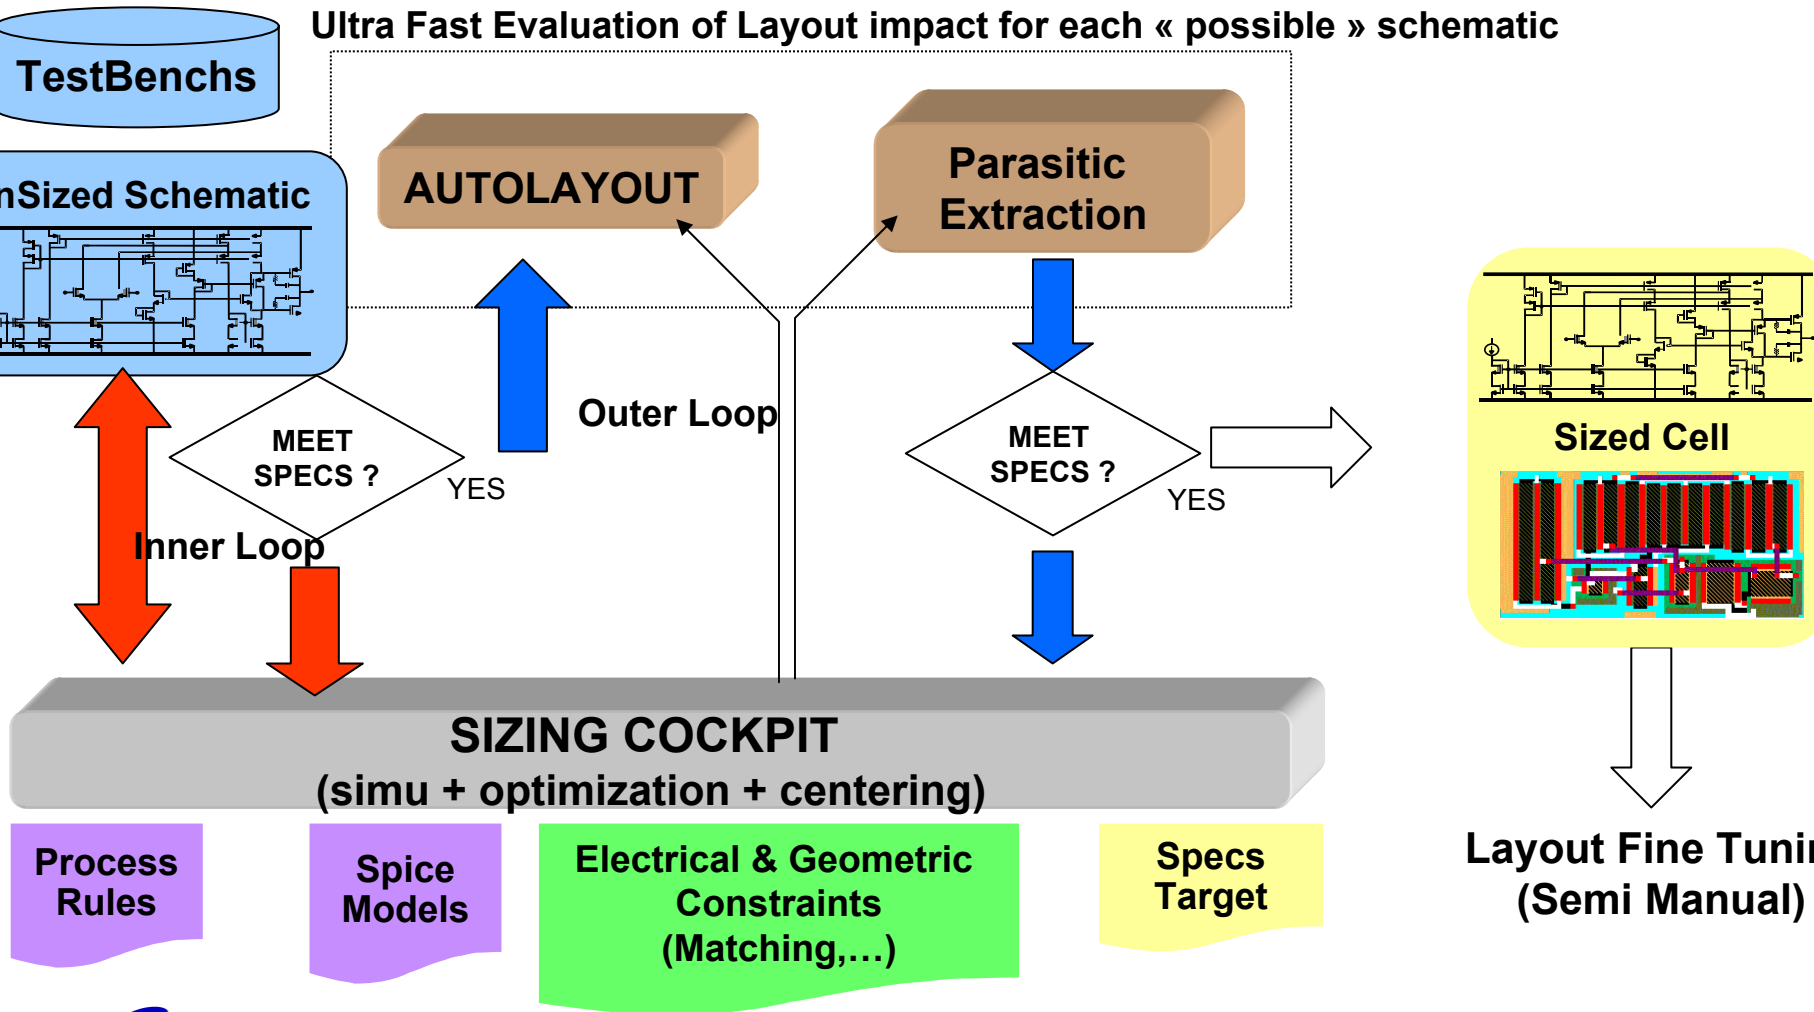 Ultra Fast Evaluation of Layout impact for each « possible » schematic
TestBenchs
nSized Schematic
AUTOLAYOUT
Parasitic
Extraction
MEET
SPECS ?
YES
Outer Loop
MEET
SPECS ?
YES
Inner Loop
Sized Cell
SIZING COCKPIT
(simu + optimization + centering)
Process
Rules
Spice
Models
Electrical & Geometric
Constraints
(Matching,…)
Specs
Target
Layout Fine Tunin
(Semi Manual)